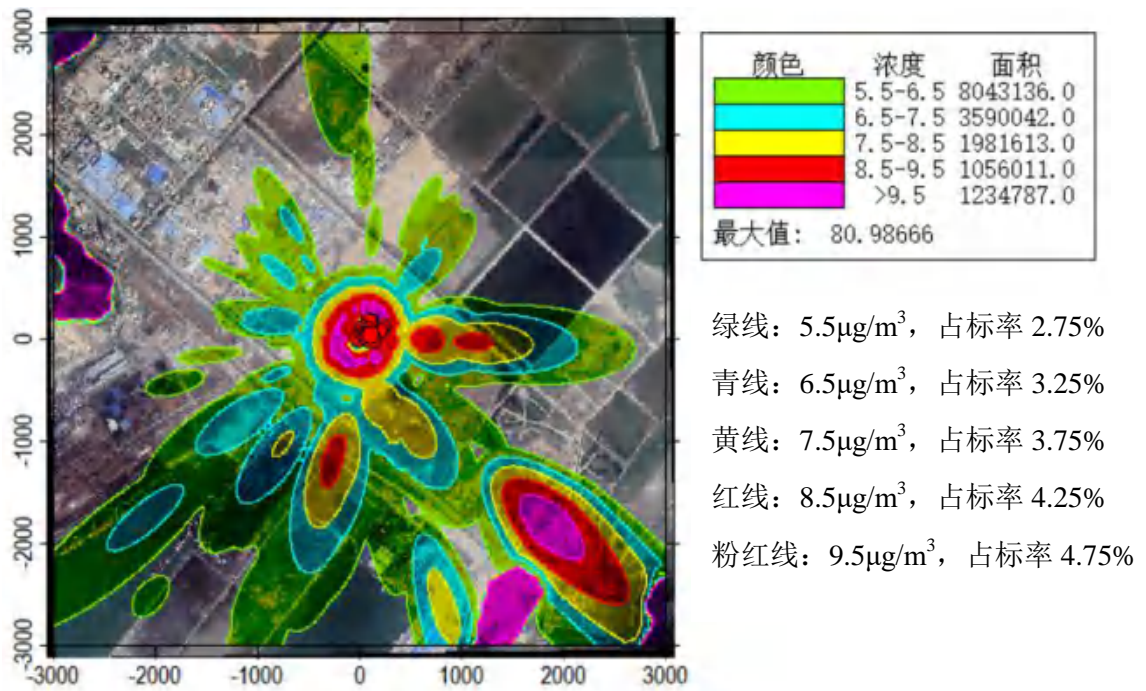 3000
2000
1000
0
-1000
-2000
-3000
-3000 -2000 -1000 0 1000 2000 3000
颜色 浓度 面积
5.5-6.5 8043136.0
6.5-7.5 3590042.0
7.5-8.5 1981613.0
8.5-9.5 1056011.0
>9.5 1234787.0
最大值: 80.98666
绿线：5.5μg/m³，占标率 2.75%
青线：6.5μg/m³，占标率 3.25%
黄线：7.5μg/m³，占标率 3.75%
红线：8.5μg/m³，占标率 4.25%
粉红线：9.5μg/m³，占标率 4.75%